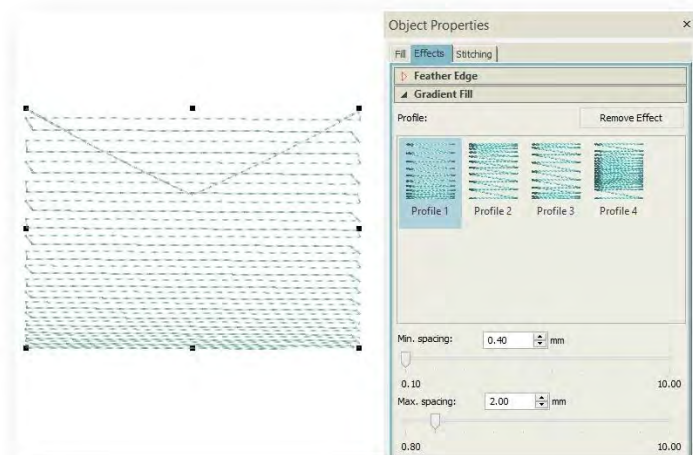 Object Properties ×
Fill Effects Stitching
Feather Edge
Gradient Fill
Profile: Remove Effect
Profile 1 Profile 2 Profile 3 Profile 4
Min. spacing: 0.40 mm
0.10 10.00
Max. spacing: 2.00 mm
0.80 10.00